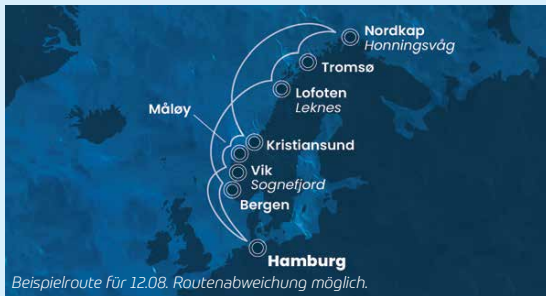 Nordkap
Honningsvåg
Tromsø
Lofoten
Leknes
Måløy
Kristiansund
Vik
Sognefjord
Bergen
Hamburg
Beispielroute für 12.08. Routenabweichung möglich.